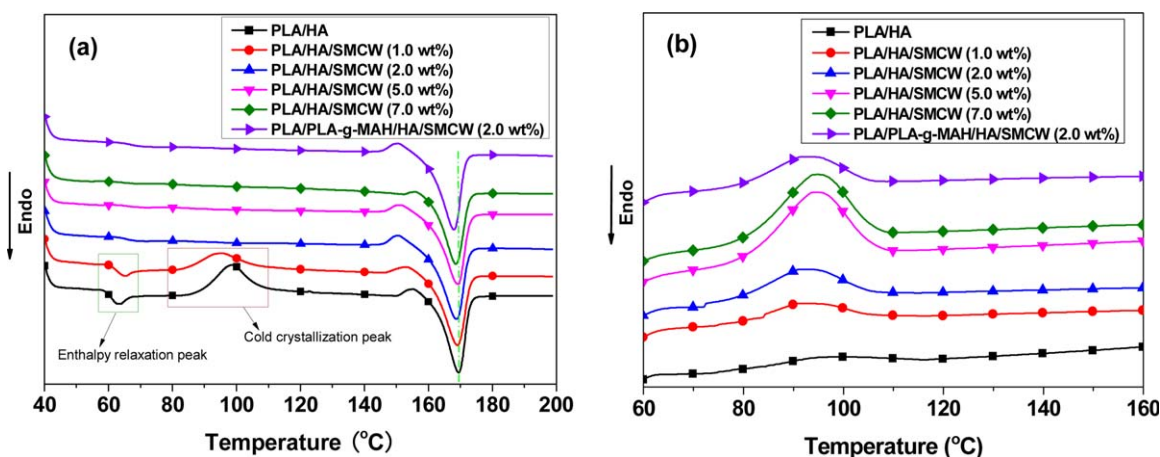 (a)
PLA/HA
PLA/HA/SMCW (1.0 wt%)
PLA/HA/SMCW (2.0 wt%)
PLA/HA/SMCW (5.0 wt%)
PLA/HA/SMCW (7.0 wt%)
PLA/PLA-g-MAH/HA/SMCW (2.0 wt%)
Endo
Enthalpy relaxation peak
Cold crystallization peak
40 60 80 100 120 140 160 180 200
Temperature (°C)
(b)
PLA/HA
PLA/HA/SMCW (1.0 wt%)
PLA/HA/SMCW (2.0 wt%)
PLA/HA/SMCW (5.0 wt%)
PLA/HA/SMCW (7.0 wt%)
PLA/PLA-g-MAH/HA/SMCW (2.0 wt%)
Endo
60 80 100 120 140 160
Temperature (°C)